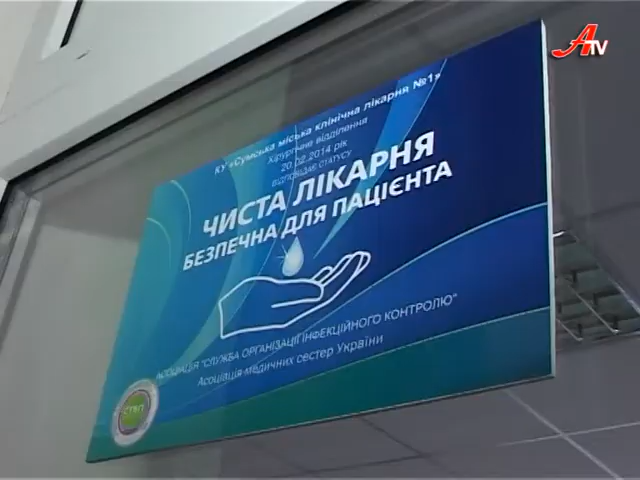 ATV
КУ «Сумська міська клінічна лікарня №1»
Хірургічне відділення
20.02.2014 рік
ВІДПОВІДАЄ СТАТУСУ
ЧИСТА ЛІКАРНЯ
БЕЗПЕЧНА ДЛЯ ПАЦІЄНТА
АСОЦІАЦІЯ "СЛУЖБА ОРГАНІЗАЦІЇ ІНФЕКЦІЙНОГО КОНТРОЛЮ"
Асоціація медичних сестер України